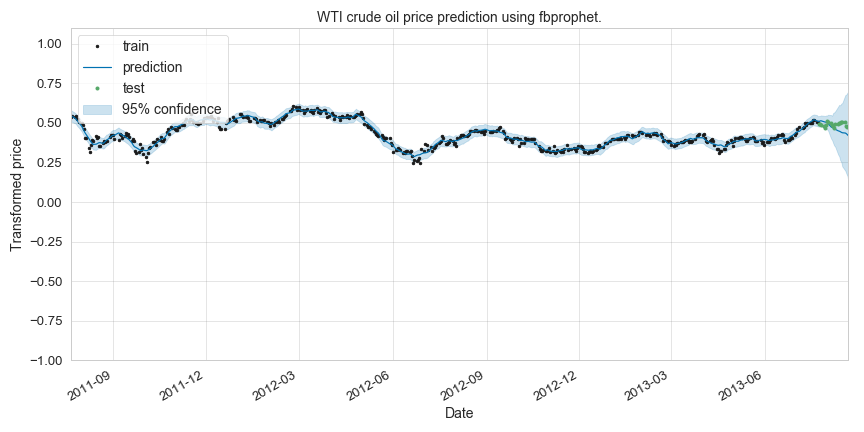 WTI crude oil price prediction using fbprophet.
train
prediction
test
95% confidence
Transformed price
1.00
0.75
0.50
0.25
0.00
−0.25
−0.50
−0.75
−1.00
2011-09
2011-12
2012-03
2012-06
2012-09
2012-12
2013-03
2013-06
Date